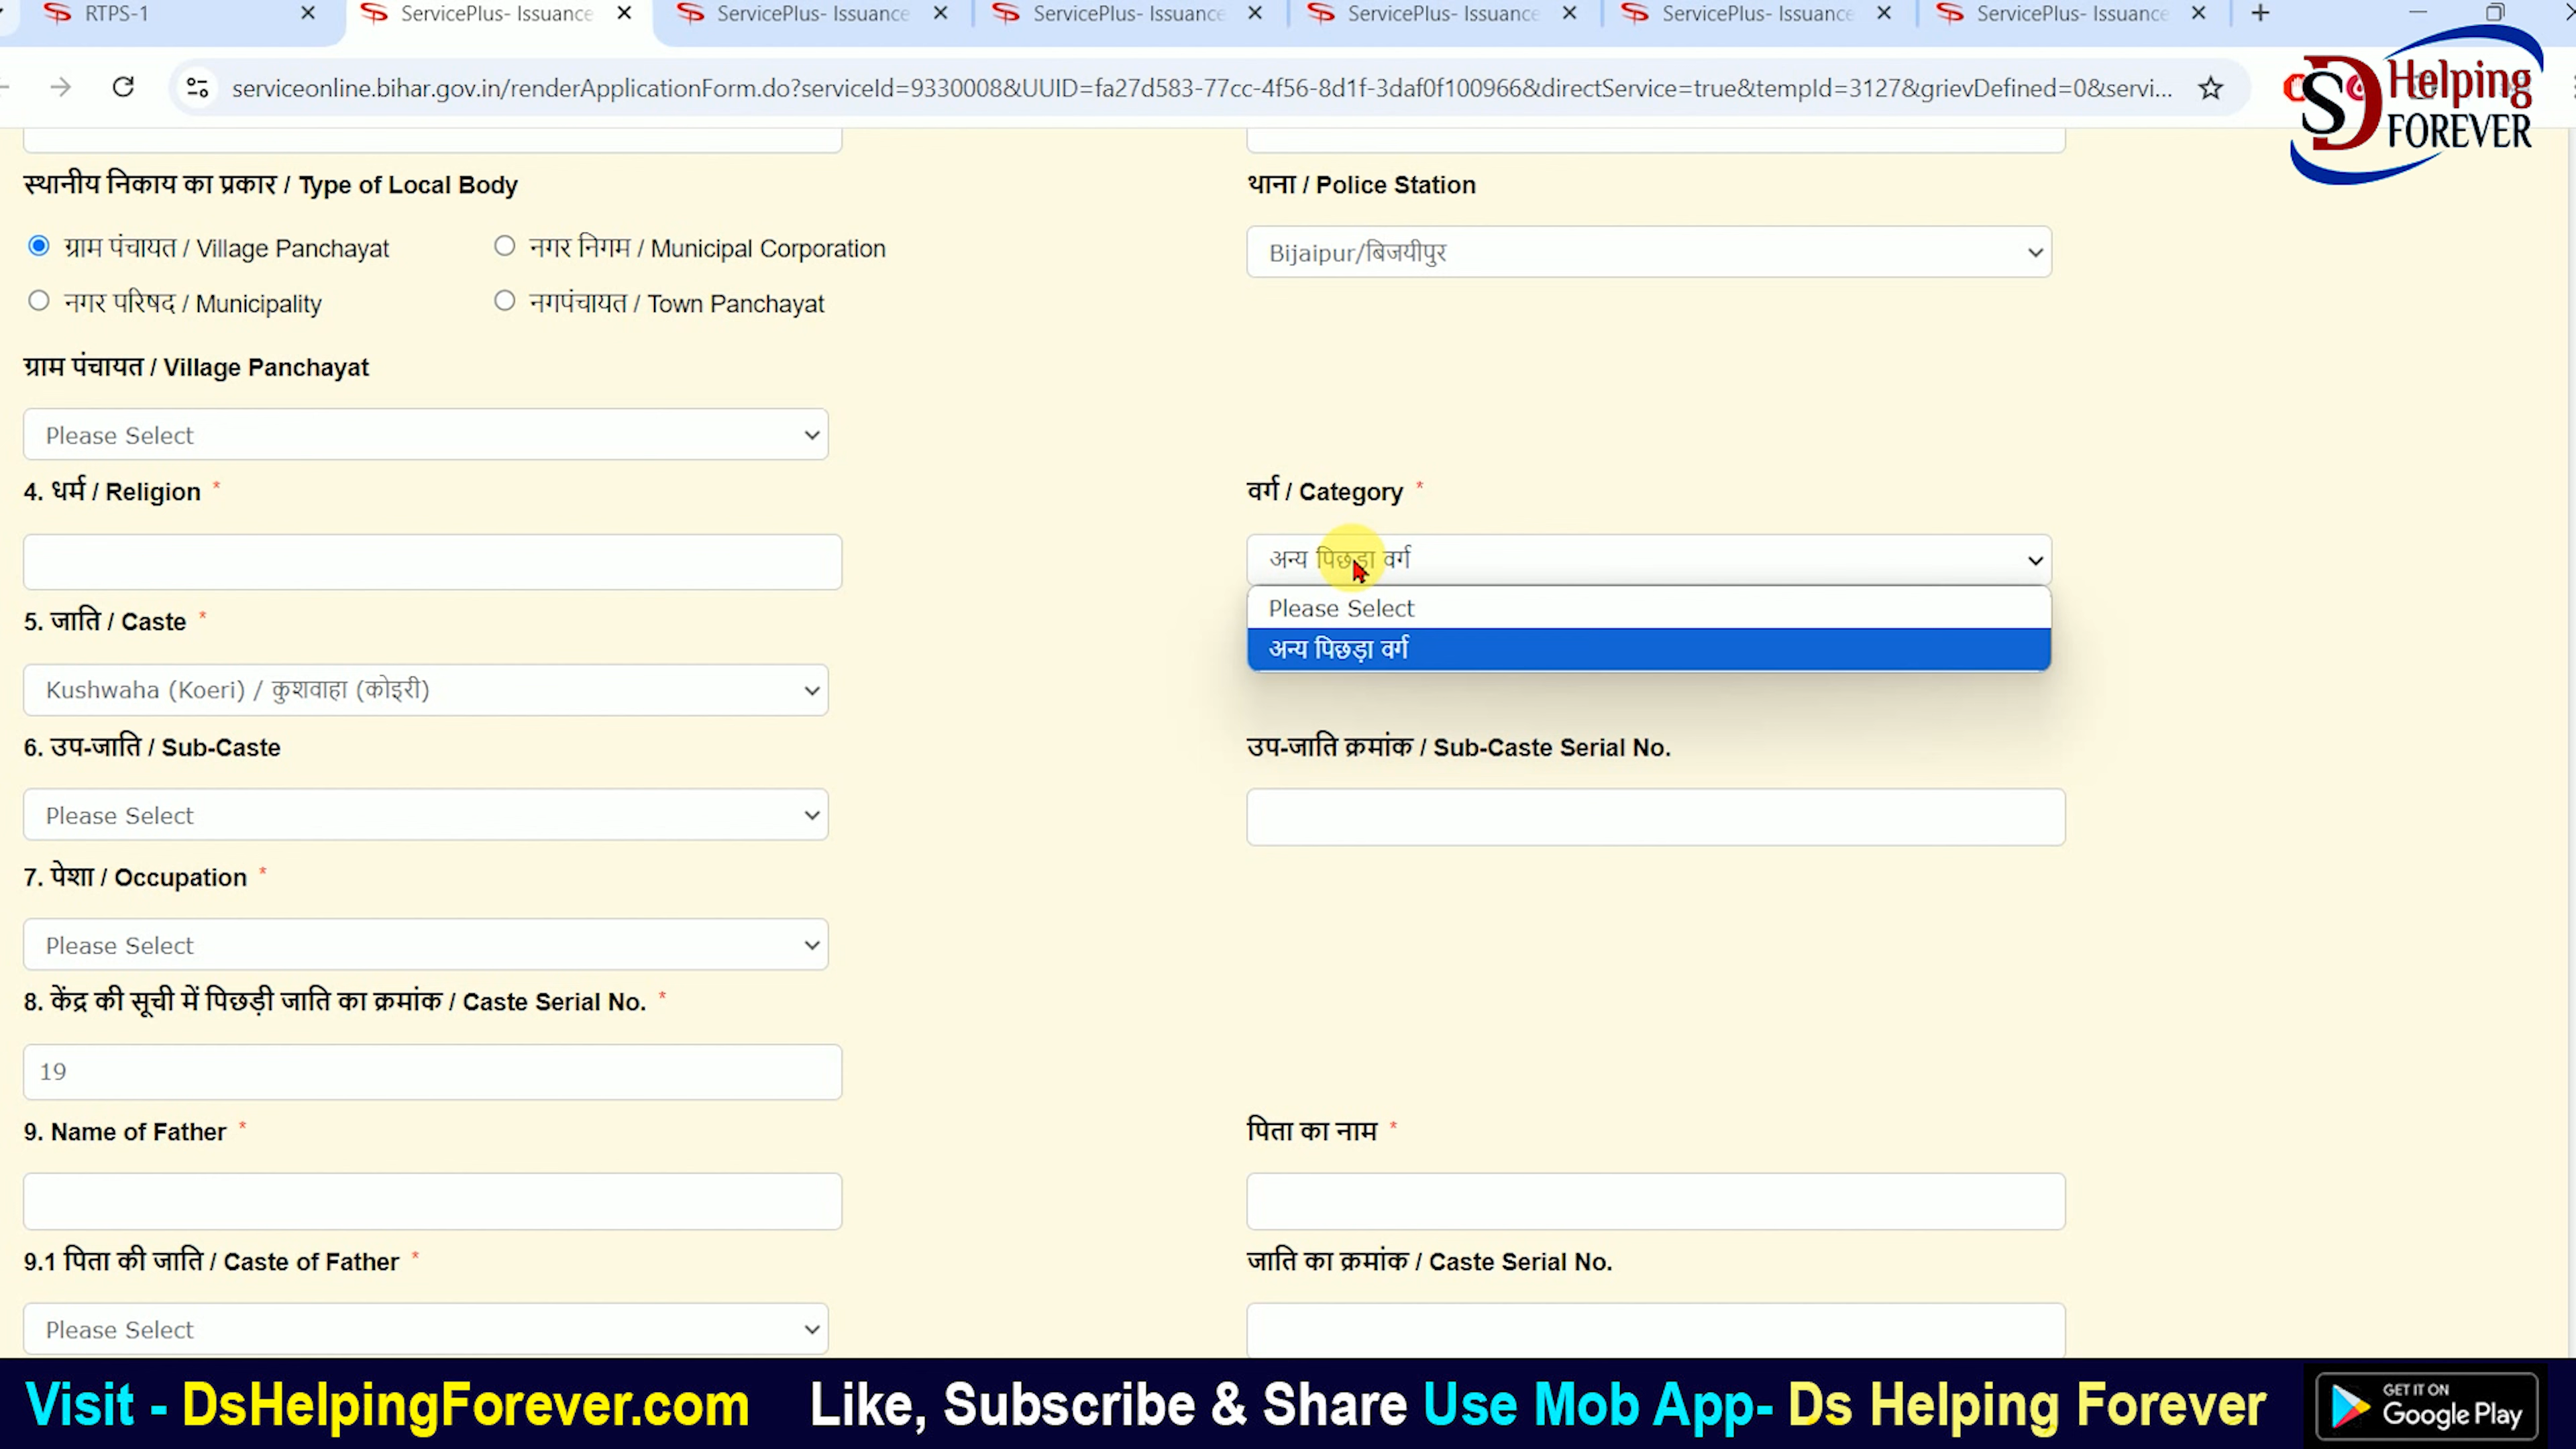 RTPS-1
ServicePlus- Issuance
ServicePlus- Issuance
ServicePlus- Issuance
ServicePlus- Issuance
ServicePlus- Issuance
ServicePlus- Issuance
serviceonline.bihar.gov.in/renderApplicationForm.do?serviceId=9330008&UUID=fa27d583-77cc-4f56-8d1f-3daf0f100966&directService=true&tempId=3127&grievDefined=0&servi...
SD Helping
FOREVER
स्थानीय निकाय का प्रकार / Type of Local Body
थाना / Police Station
ग्राम पंचायत / Village Panchayat
नगर निगम / Municipal Corporation
Bijaipur/बिजयीपुर
नगर परिषद / Municipality
नगपंचायत / Town Panchayat
ग्राम पंचायत / Village Panchayat
Please Select
4. धर्म / Religion *
वर्ग / Category *
अन्य पिछड़ा वर्ग
Please Select
अन्य पिछड़ा वर्ग
5. जाति / Caste *
Kushwaha (Koeri) / कुशवाहा (कोइरी)
6. उप-जाति / Sub-Caste
उप-जाति क्रमांक / Sub-Caste Serial No.
Please Select
7. पेशा / Occupation *
Please Select
8. केंद्र की सूची में पिछड़ी जाति का क्रमांक / Caste Serial No. *
19
9. Name of Father *
पिता का नाम *
9.1 पिता की जाति / Caste of Father *
जाति का क्रमांक / Caste Serial No.
Please Select
Visit - DsHelpingForever.com Like, Subscribe & Share Use Mob App- Ds Helping Forever
GET IT ON
Google Play